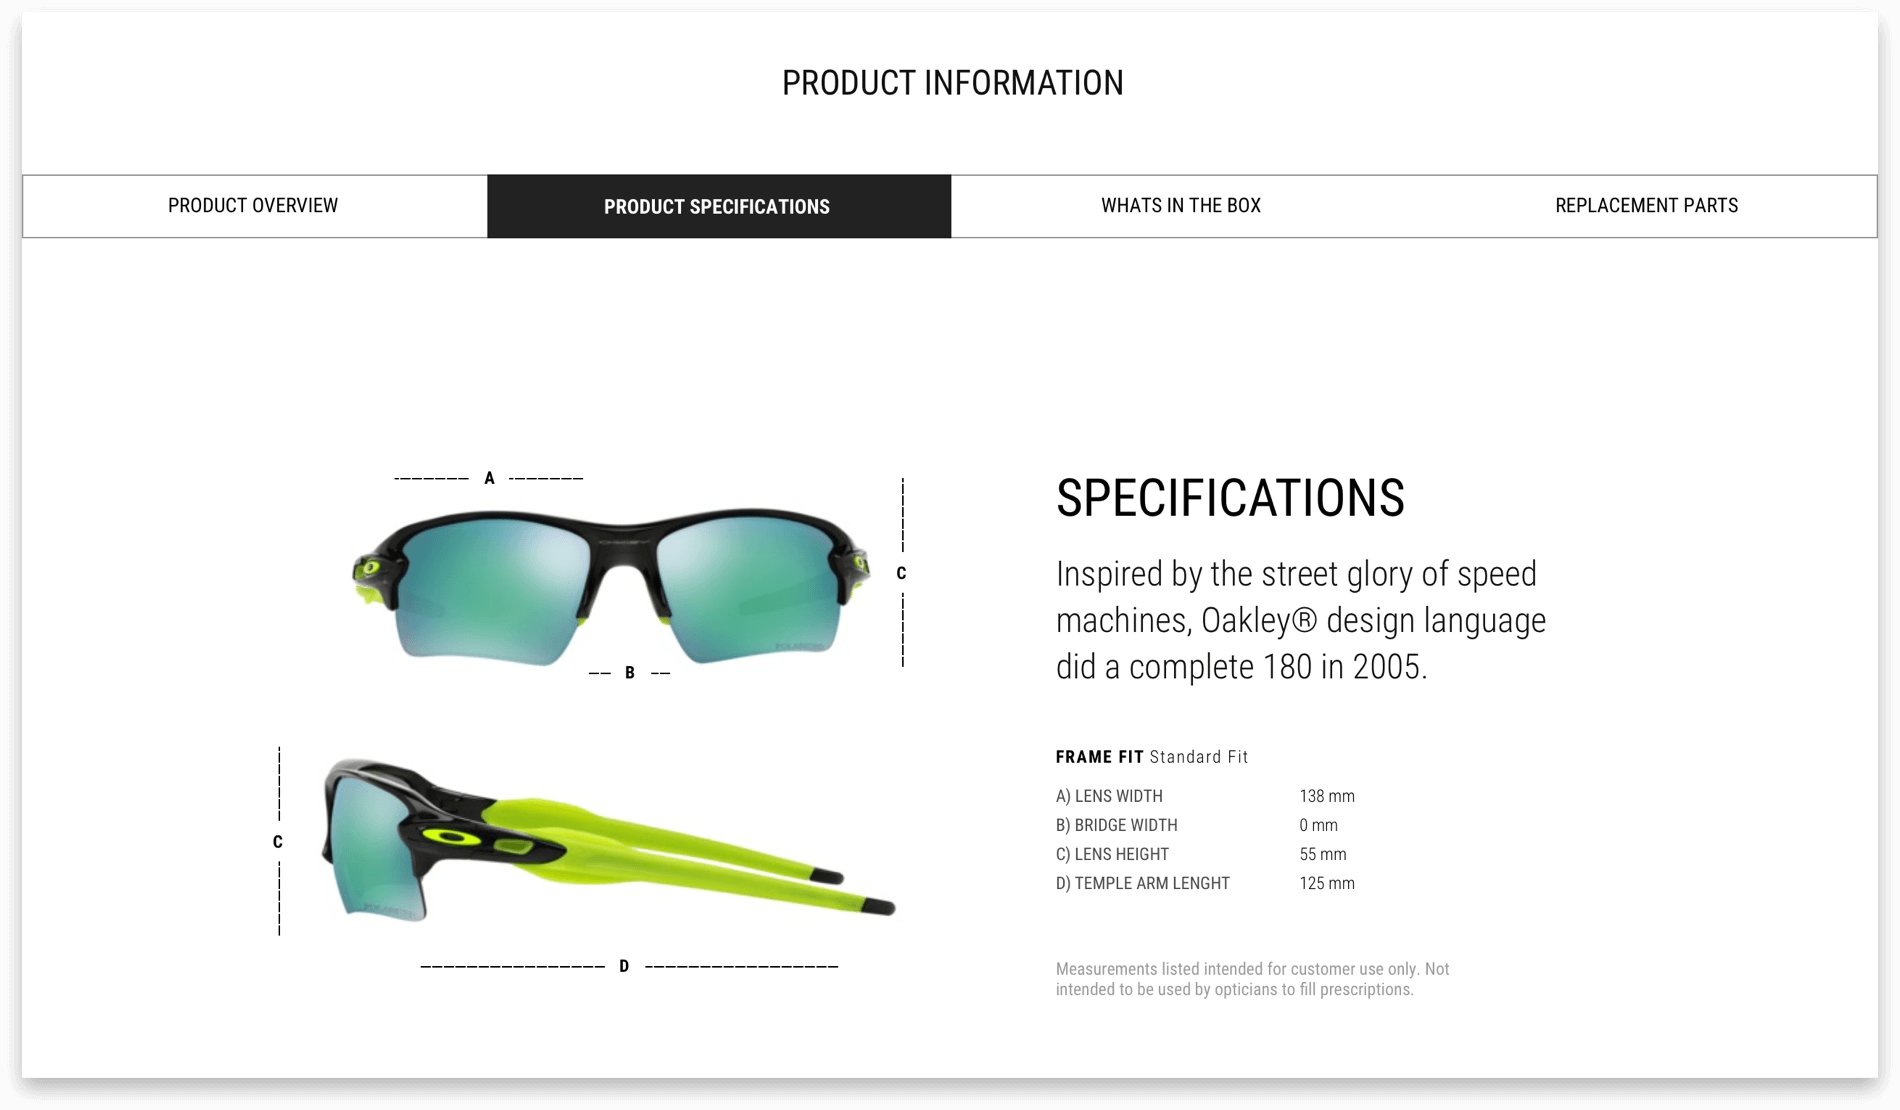 PRODUCT INFORMATION
PRODUCT OVERVIEW
PRODUCT SPECIFICATIONS
WHATS IN THE BOX
REPLACEMENT PARTS
A
C
B
C
D
SPECIFICATIONS
Inspired by the street glory of speed
machines, Oakley® design language
did a complete 180 in 2005.
FRAME FIT Standard Fit
A) LENS WIDTH 138 mm
B) BRIDGE WIDTH 0 mm
C) LENS HEIGHT 55 mm
D) TEMPLE ARM LENGHT 125 mm
Measurements listed intended for customer use only. Not
intended to be used by opticians to fill prescriptions.